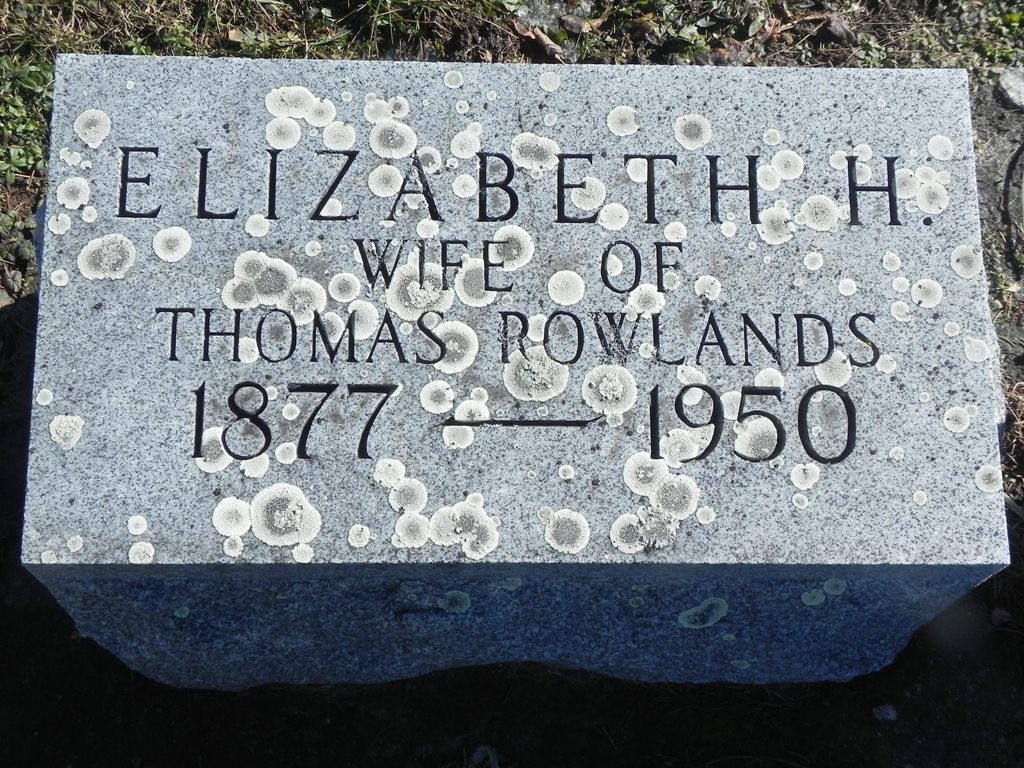 ELIZABETH H.
WIFE OF
THOMAS ROWLANDS
1877 — 1950